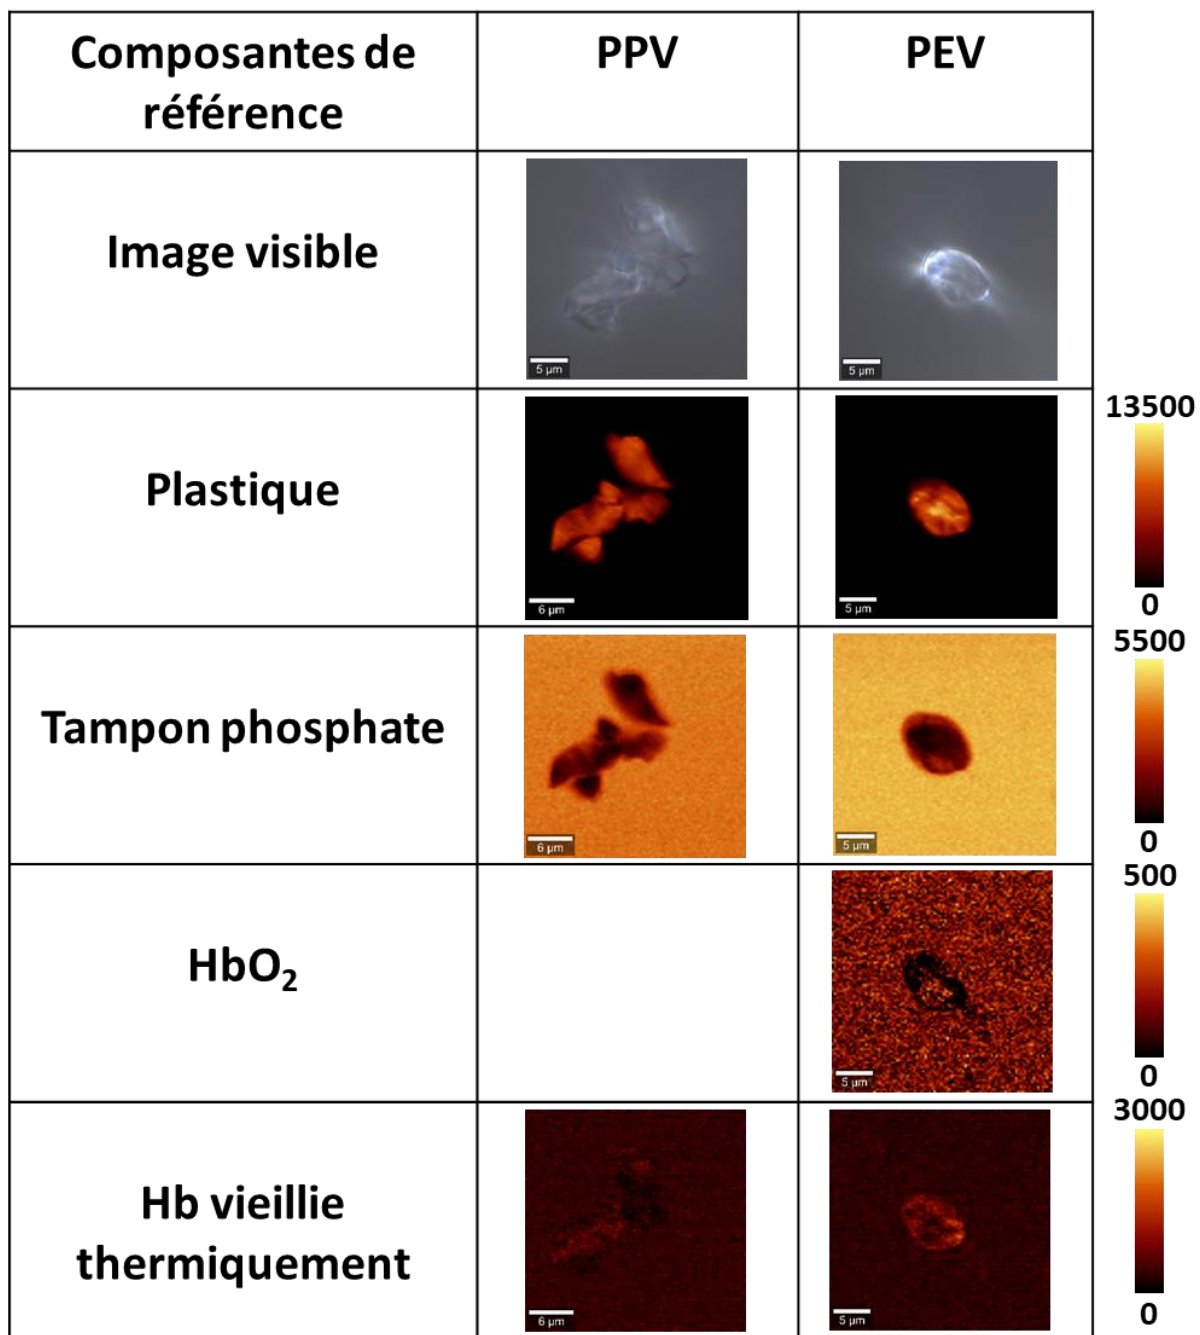 Composantes de
référence
PPV
PEV
Image visible
5 µm
5 µm
Plastique
6 µm
5 µm
13500
0
Tampon phosphate
6 µm
5 µm
5500
0
HbO₂
5 µm
500
0
Hb vieillie
thermiquement
6 µm
5 µm
3000
0